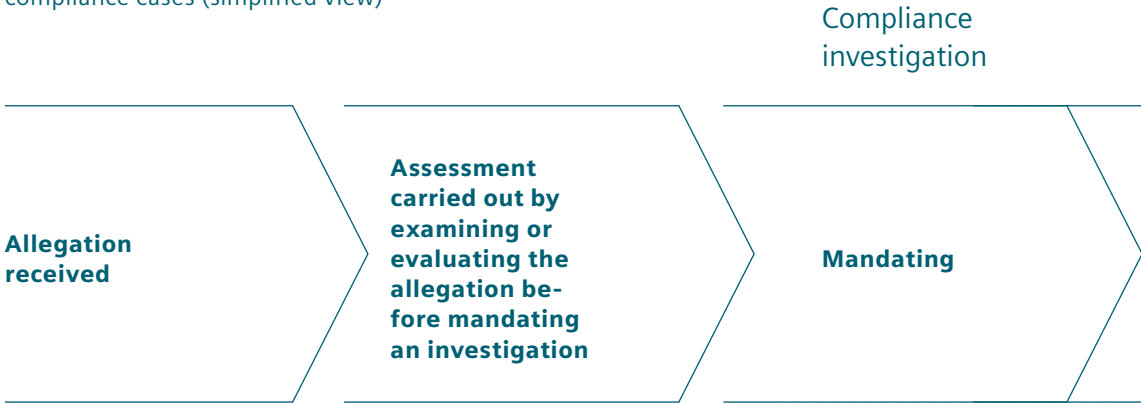 compliance cases (simplified view)
Compliance
investigation
Allegation
received
Assessment
carried out by
examining or
evaluating the
allegation be-
fore mandating
an investigation
Mandating